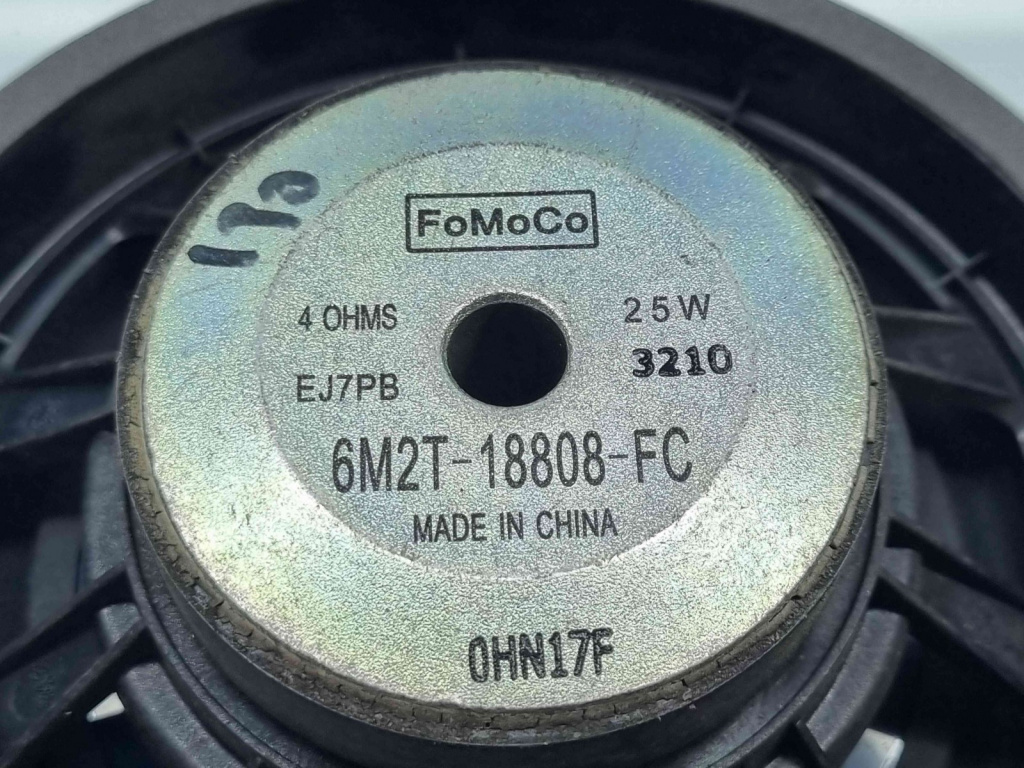 FoMoCo
4 OHMS
25W
3210
EJ7PB
6M2T-18808-FC
MADE IN CHINA
0HN17F